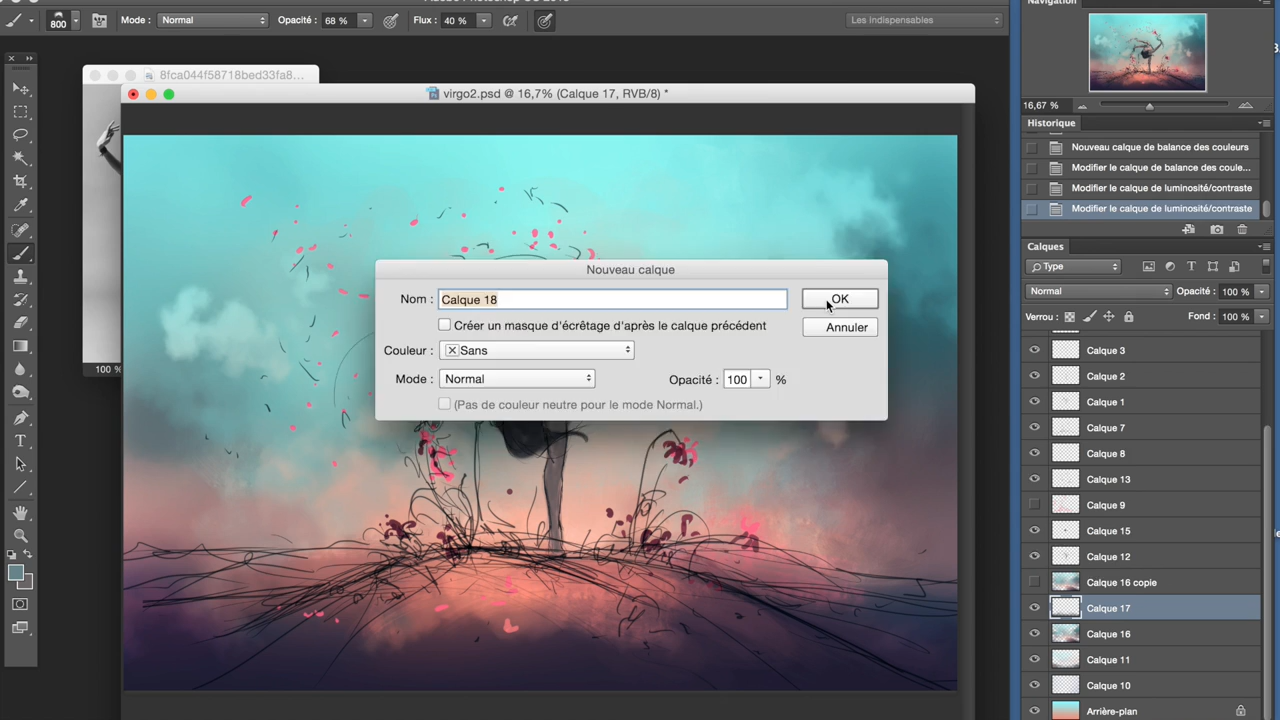 Mode : Normal Opacité : 68 % Flux : 40 % Les indispensables
Navigation
800
8fca044f58718bed33fa8...
virgo2.psd @ 16,7% (Calque 17, RVB/8) *
100 %
16,67 %
Historique
Nouveau calque de balance des couleurs
Modifier le calque de balance des coule...
Modifier le calque de luminosité/contraste
Modifier le calque de luminosité/contraste
Calques
Type
Normal Opacité : 100 %
Verrou : Fond : 100 %
Nouveau calque
Nom : Calque 18
OK
Créer un masque d'écrêtage d'après le calque précédent
Annuler
Couleur : Sans
Mode : Normal Opacité : 100 %
(Pas de couleur neutre pour le mode Normal.)
Calque 3
Calque 2
Calque 1
Calque 7
Calque 8
Calque 13
Calque 9
Calque 15
Calque 12
Calque 16 copie
Calque 17
Calque 16
Calque 11
Calque 10
Arrière-plan